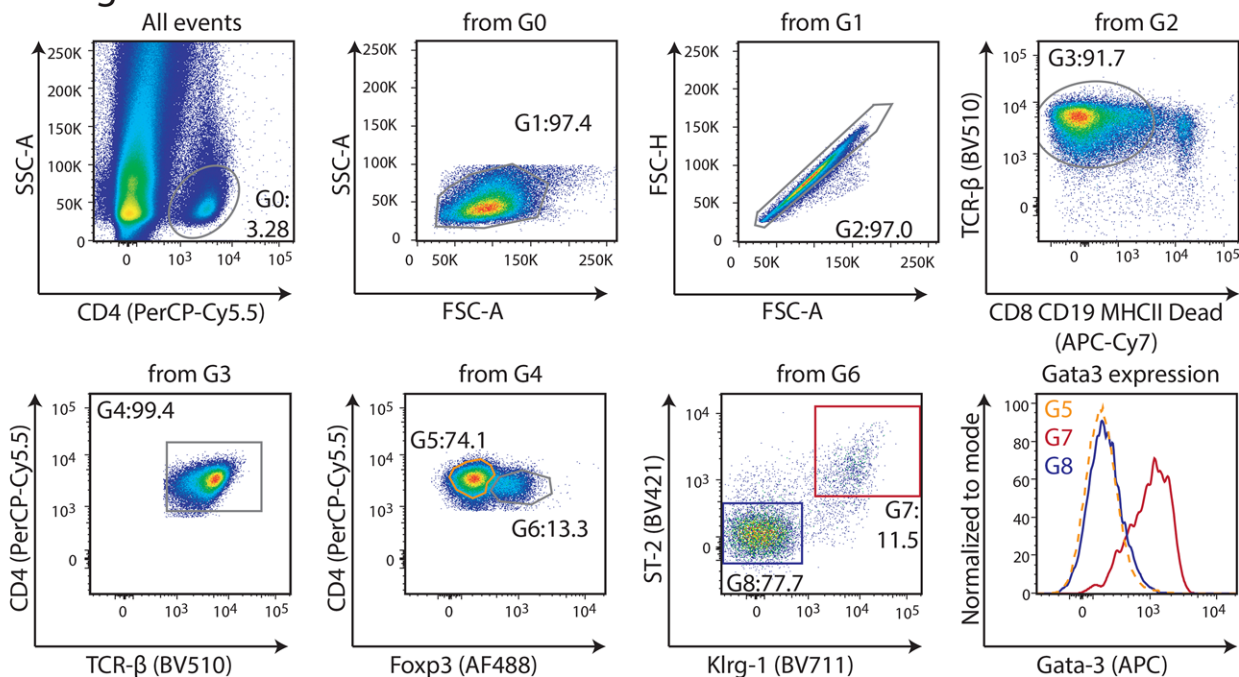 All events
250K
200K
150K
100K
50K
0
0
10³
10⁴
10⁵
SSC-A
CD4 (PerCP-Cy5.5)
G0:
3.28
from G0
250K
200K
150K
100K
50K
0
0
50K
150K
250K
SSC-A
FSC-A
G1:97.4
from G1
250K
200K
150K
100K
50K
0
0
50K
150K
250K
FSC-H
FSC-A
G2:97.0
from G2
10⁵
10⁴
10³
0
0
10³
10⁴
10⁵
TCR-β (BV510)
CD8 CD19 MHCII Dead
(APC-Cy7)
G3:91.7
from G3
10⁵
10⁴
10³
0
0
10³
10⁴
10⁵
CD4 (PerCP-Cy5.5)
TCR-β (BV510)
G4:99.4
from G4
10⁵
10⁴
10³
0
0
10³
10⁴
10⁵
CD4 (PerCP-Cy5.5)
Foxp3 (AF488)
G5:74.1
G6:13.3
from G6
10⁴
10³
0
0
10³
10⁴
10⁵
ST-2 (BV421)
Klrg-1 (BV711)
G7:
11.5
G8:77.7
Gata3 expression
100
80
60
40
20
0
0
10³
10⁴
Normalized to mode
Gata-3 (APC)
G5
G7
G8